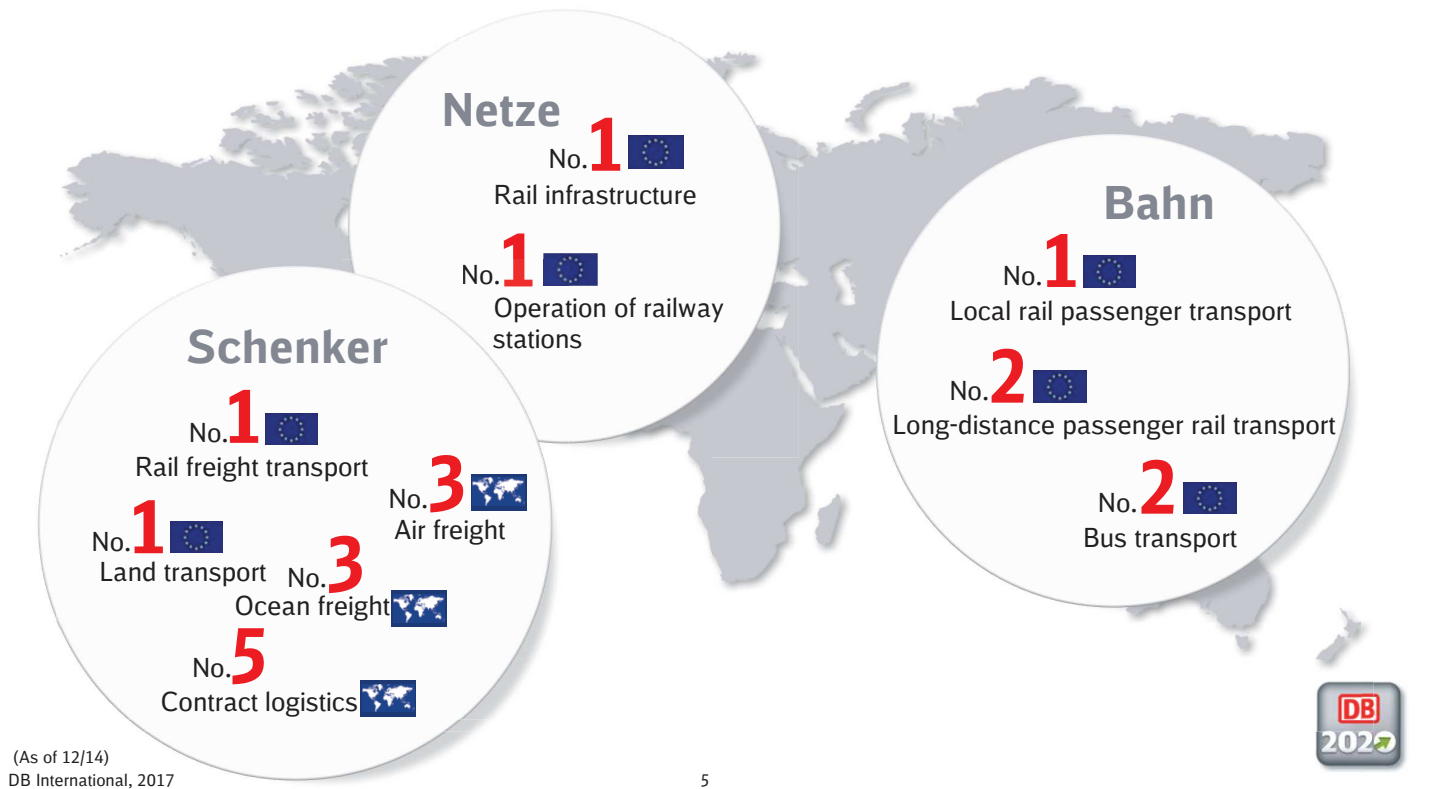 Netze
No.1
Rail infrastructure
No.1
Operation of railway
stations
Schenker
No.1
Rail freight transport
No.3
Air freight
No.1
Land transport
No.3
Ocean freight
No.5
Contract logistics
Bahn
No.1
Local rail passenger transport
No.2
Long-distance passenger rail transport
No.2
Bus transport
DB
2020
(As of 12/14)
DB International, 2017
5